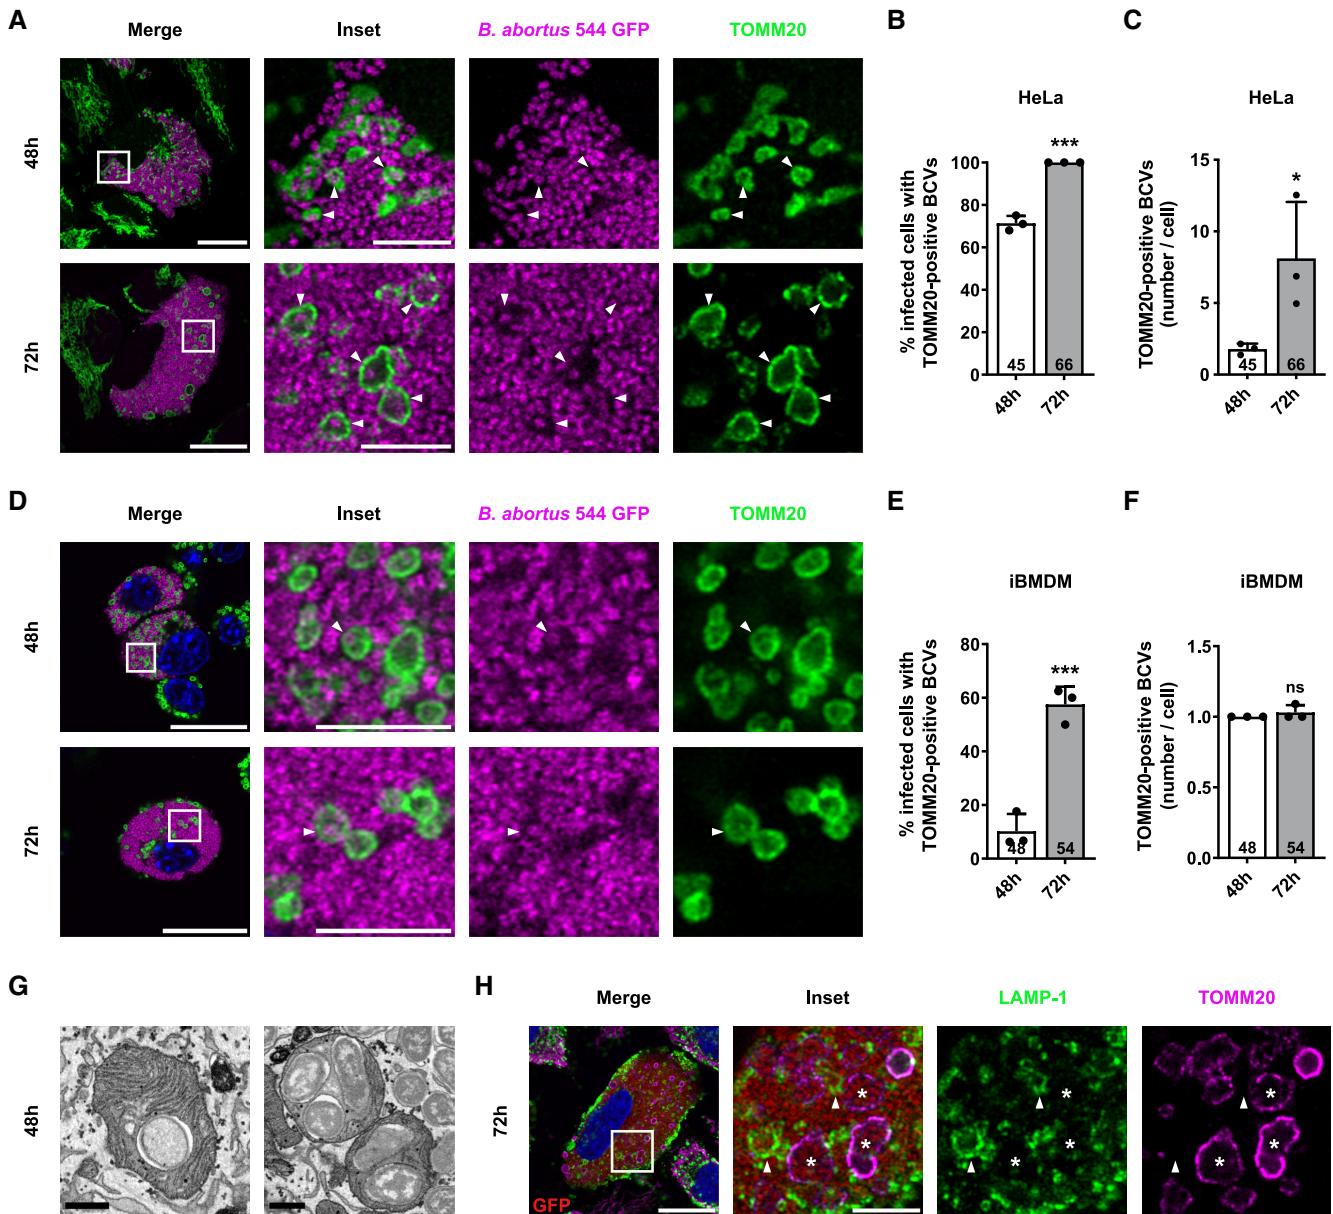 A
Merge
Inset
B. abortus 544 GFP
TOMM20
48h
72h
B
HeLa
% infected cells with
TOMM20-positive BCVs
100
80
60
40
20
0
***
45
66
48h
72h
C
HeLa
TOMM20-positive BCVs
(number / cell)
15
10
5
0
*
45
66
48h
72h
D
Merge
Inset
B. abortus 544 GFP
TOMM20
48h
72h
E
iBMDM
% infected cells with
TOMM20-positive BCVs
80
60
40
20
0
***
48
54
48h
72h
F
iBMDM
TOMM20-positive BCVs
(number / cell)
1.5
1.0
0.5
0.0
ns
48
54
48h
72h
G
48h
H
Merge
Inset
LAMP-1
TOMM20
72h
GFP
* * *
* * *
* * *